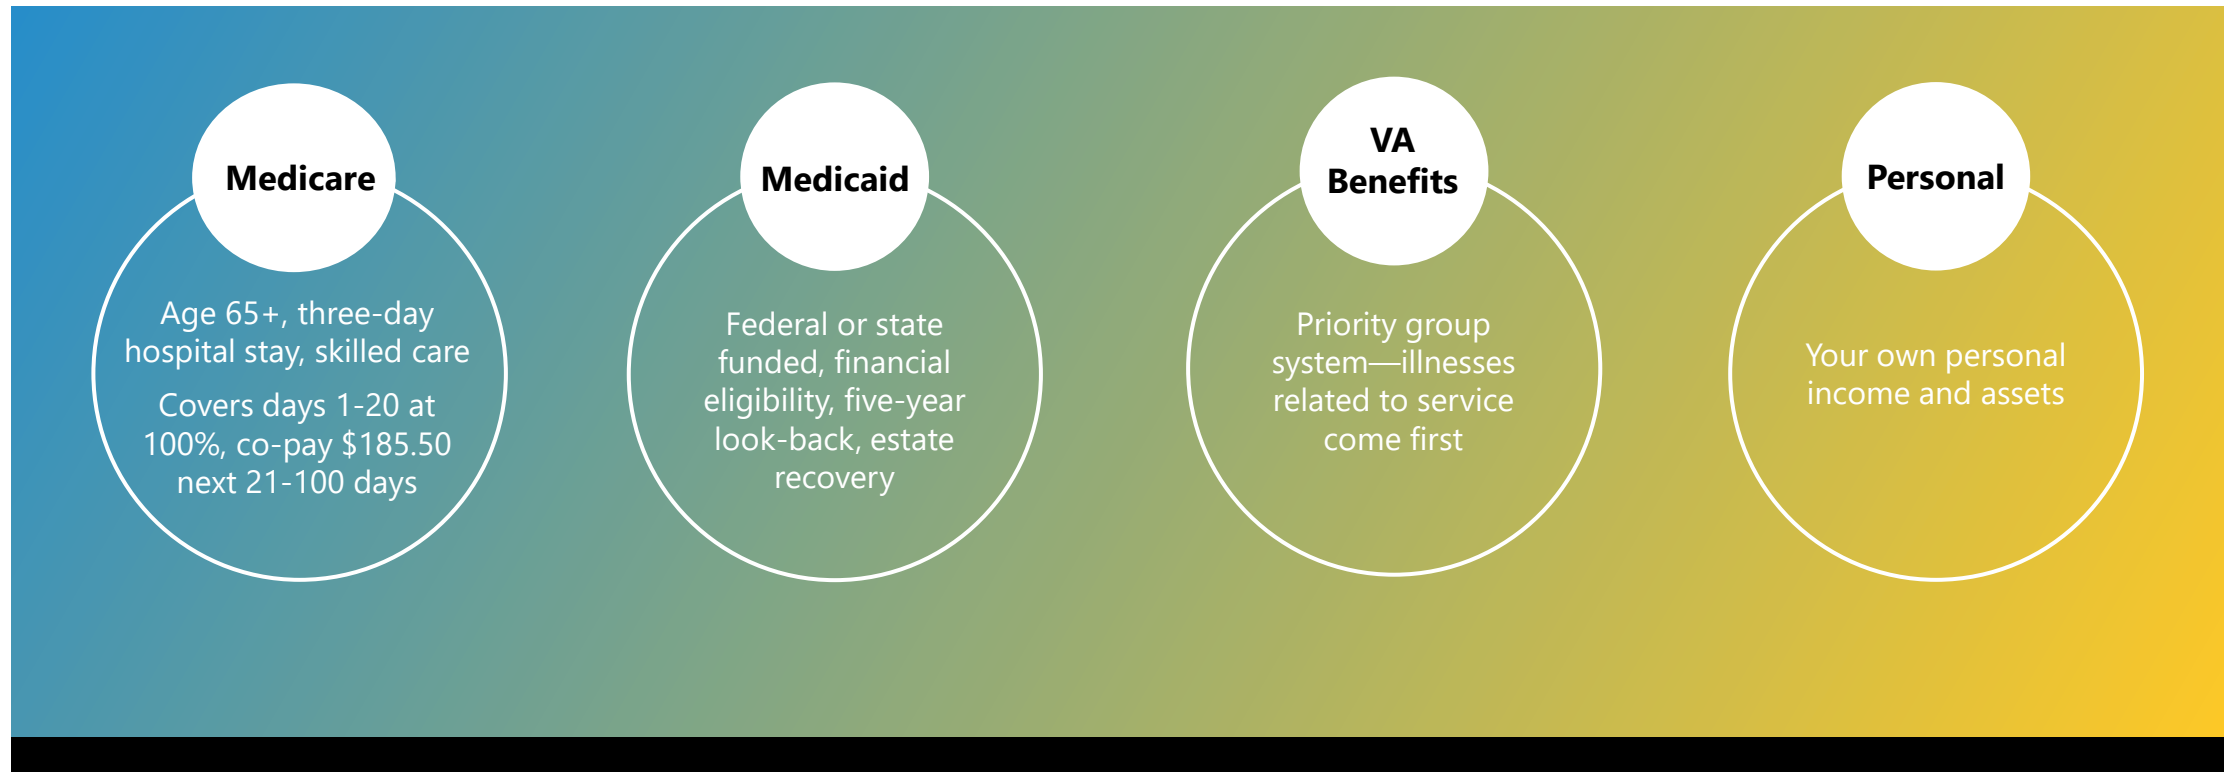 Medicare
Age 65+, three-day
hospital stay, skilled care
Covers days 1-20 at
100%, co-pay $185.50
next 21-100 days
Medicaid
Federal or state
funded, financial
eligibility, five-year
look-back, estate
recovery
VA
Benefits
Priority group
system—illnesses
related to service
come first
Personal
Your own personal
income and assets